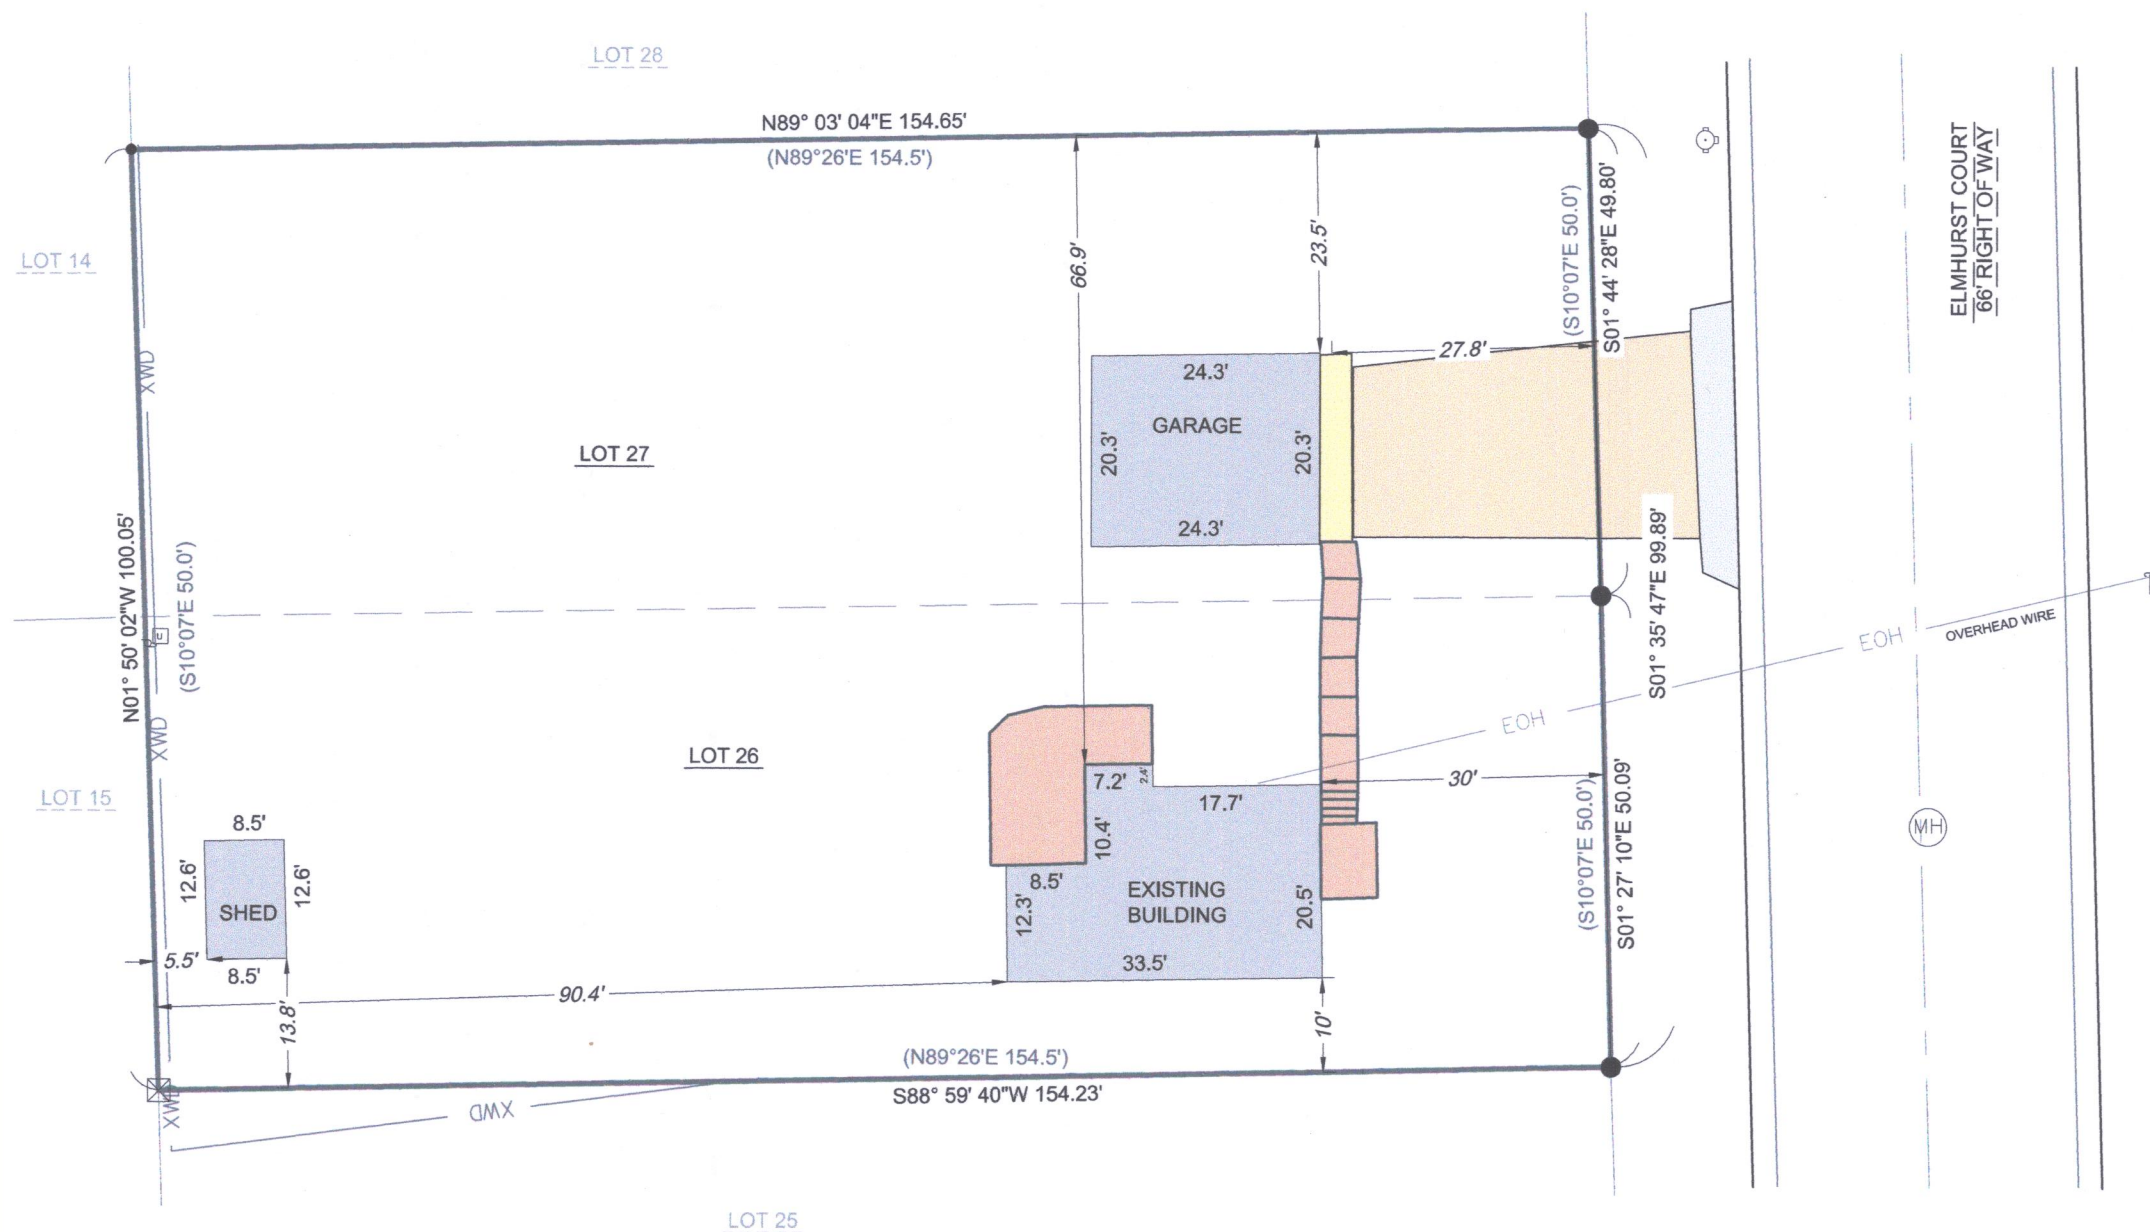 LOT 28
N89° 03' 04"E 154.65'
(N89°26'E 154.5')
ELMHURST COURT
66' RIGHT OF WAY
LOT 14
66.9'
23.5'
(S10°07'E 50.0')
S01° 44' 28"E 49.80'
XWD
27.8'
24.3'
GARAGE
20.3'
20.3'
24.3'
LOT 27
N01° 50' 02"W 100.05'
(S10°07'E 50.0')
U
S01° 35' 47"E 99.89'
EOH
OVERHEAD WIRE
EOH
XWD
LOT 26
LOT 15
7.2'
2.4'
17.7'
30'
10.4'
8.5'
12.3'
EXISTING
BUILDING
20.5'
33.5'
(S10°07'E 50.0')
S01° 27' 10"E 50.09'
MH
8.5'
12.6'
12.6'
SHED
5.5'
8.5'
13.8'
90.4'
10'
(N89°26'E 154.5')
S88° 59' 40"W 154.23'
XWD
XWD
LOT 25